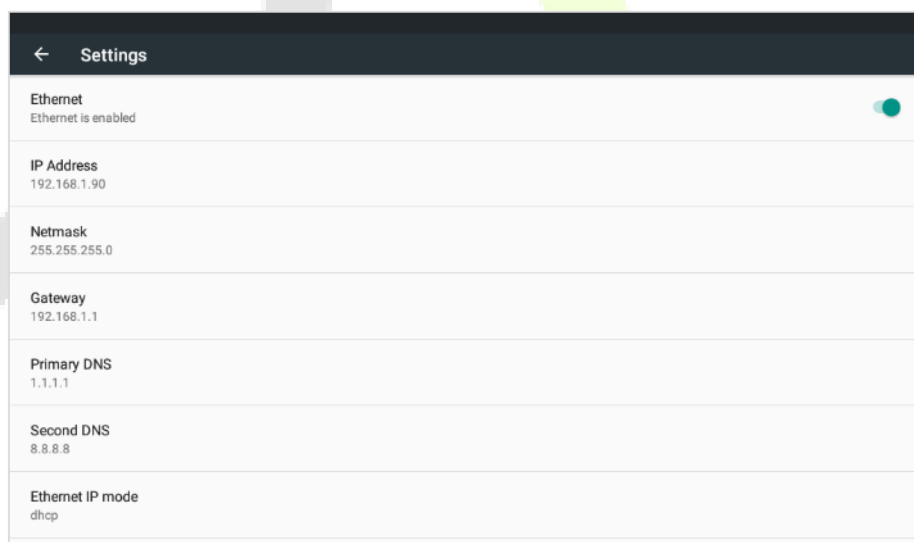 Settings
Ethernet
Ethernet is enabled
IP Address
192.168.1.90
Netmask
255.255.255.0
Gateway
192.168.1.1
Primary DNS
1.1.1.1
Second DNS
8.8.8.8
Ethernet IP mode
dhcp